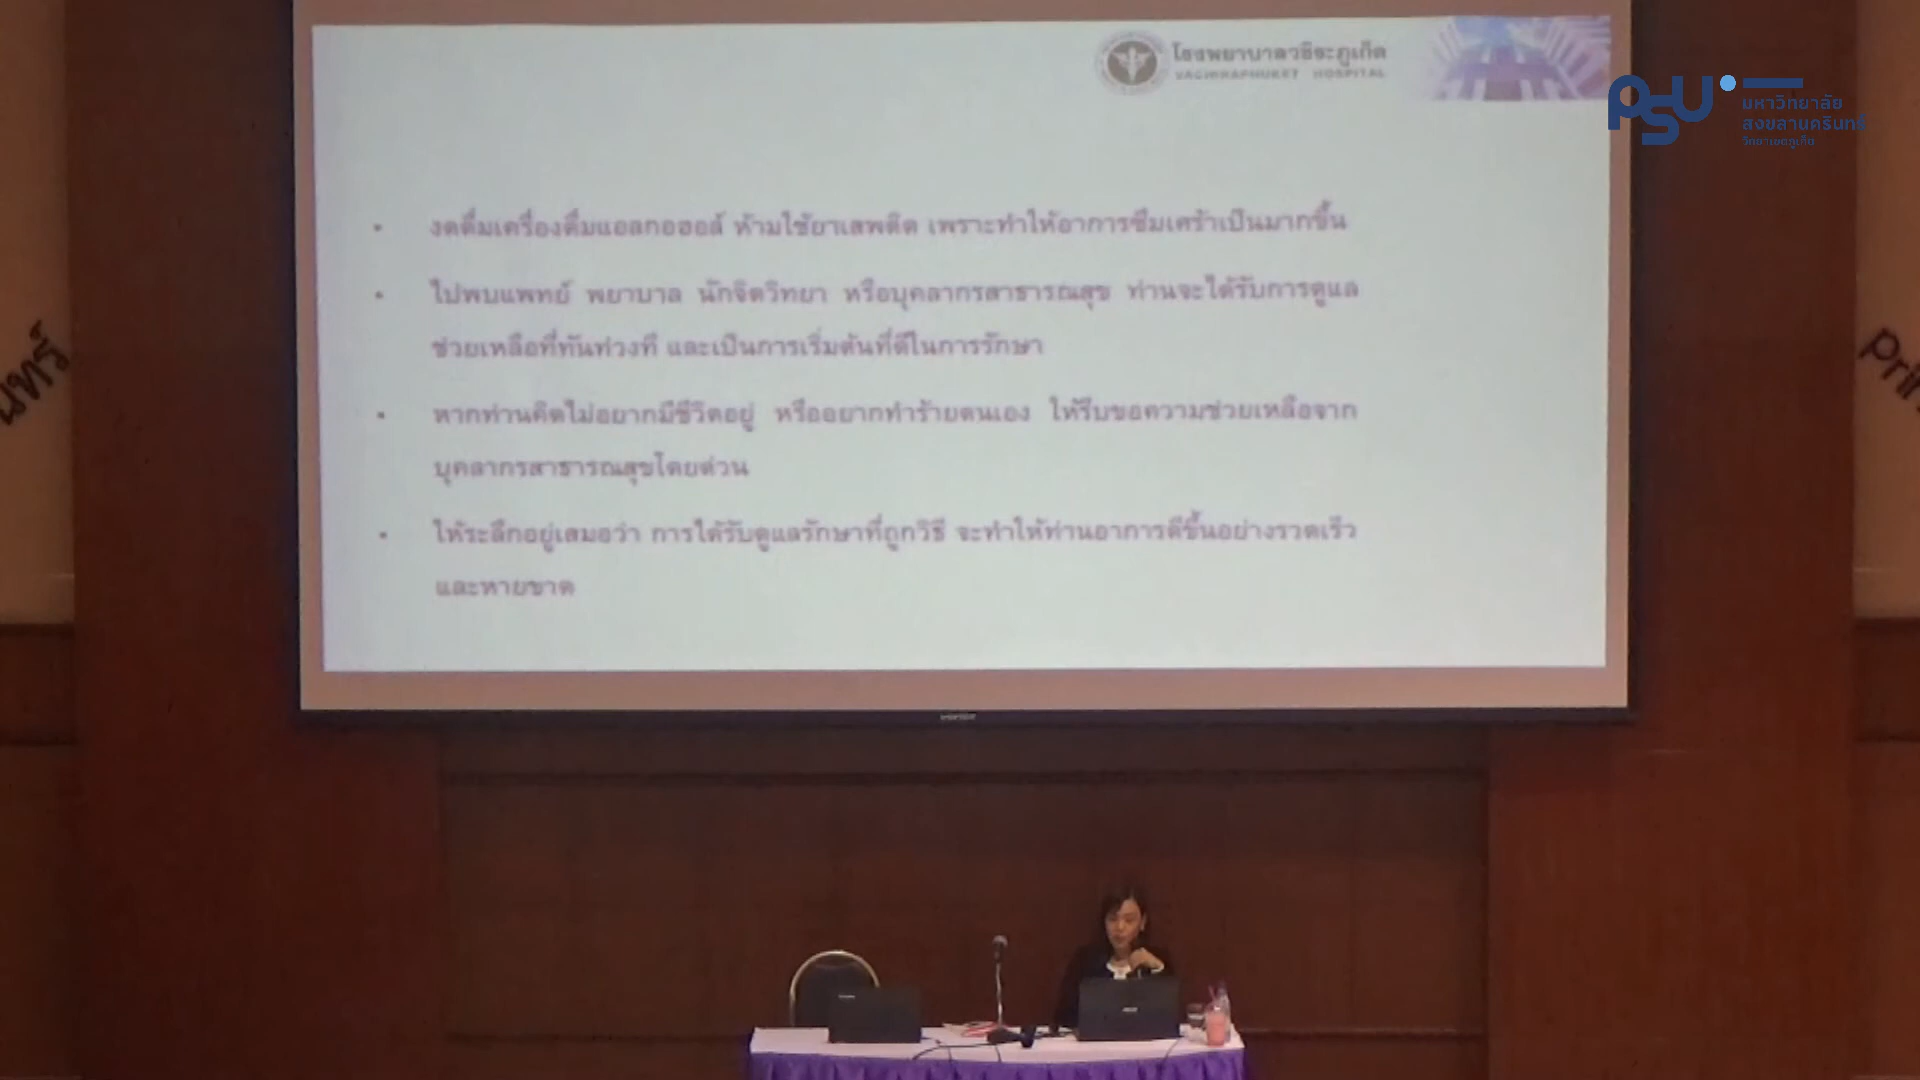 โรงพยาบาลวชิระภูเก็ต
VACHIRAPHUKET HOSPITAL
PSU
มหาวิทยาลัย
สงขลานครินทร์
วิทยาเขตภูเก็ต
• งดดื่มเครื่องดื่มแอลกอฮอล์ ห้ามใช้ยาเสพติด เพราะทำให้อาการซึมเศร้าเป็นมากขึ้น
• ไปพบแพทย์ พยาบาล นักจิตวิทยา หรือบุคลากรสาธารณสุข ท่านจะได้รับการดูแล
ช่วยเหลือที่ทันท่วงที และเป็นการเริ่มต้นที่ดีในการรักษา
• หากท่านคิดไม่อยากมีชีวิตอยู่ หรืออยากทำร้ายตนเอง ให้รีบขอความช่วยเหลือจาก
บุคลากรสาธารณสุขโดยด่วน
• ให้ระลึกอยู่เสมอว่า การได้รับดูแลรักษาที่ถูกวิธี จะทำให้ท่านอาการดีขึ้นอย่างรวดเร็ว
และหายขาด
นทร์
Pri